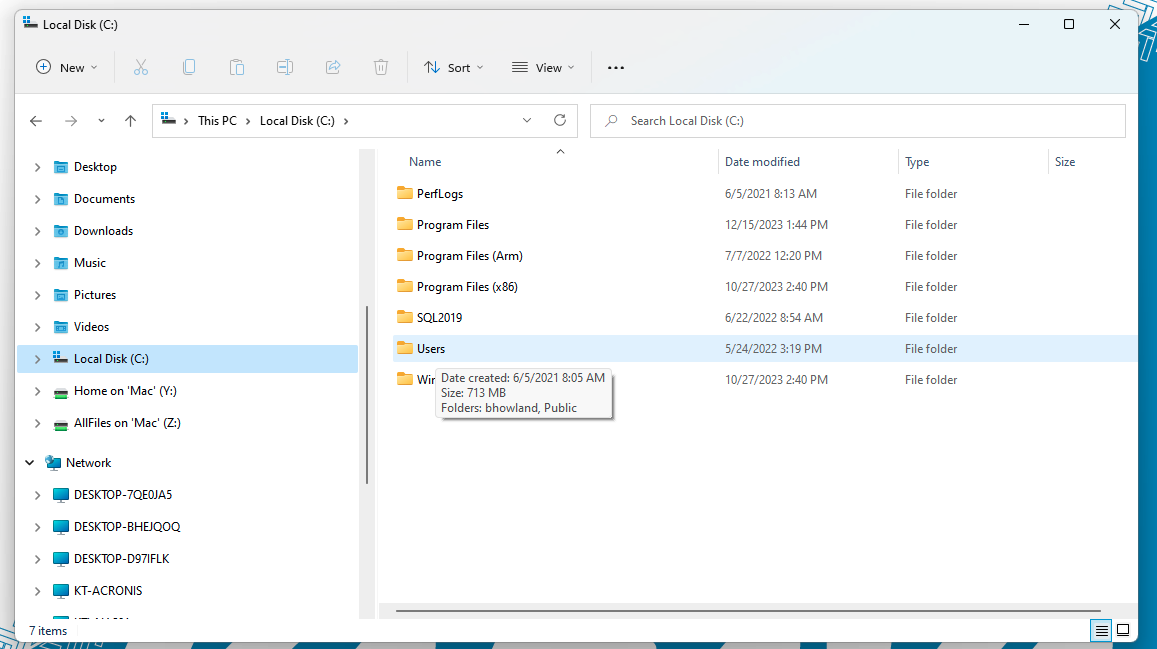 Local Disk (C:)
New
Sort
View
This PC > Local Disk (C:) >
Search Local Disk (C:)
Desktop
Documents
Downloads
Music
Pictures
Videos
Local Disk (C:)
Home on 'Mac' (Y:)
AllFiles on 'Mac' (Z:)
Network
DESKTOP-7QE0JA5
DESKTOP-BHEJQOQ
DESKTOP-D97IFLK
KT-ACRONIS
Name Date modified Type Size
PerfLogs 6/5/2021 8:13 AM File folder
Program Files 12/15/2023 1:44 PM File folder
Program Files (Arm) 7/7/2022 12:20 PM File folder
Program Files (x86) 10/27/2023 2:40 PM File folder
SQL2019 6/22/2022 8:54 AM File folder
Users 5/24/2022 3:19 PM File folder
10/27/2023 2:40 PM File folder
Date created: 6/5/2021 8:05 AM
Size: 713 MB
Folders: bhowland, Public
7 items